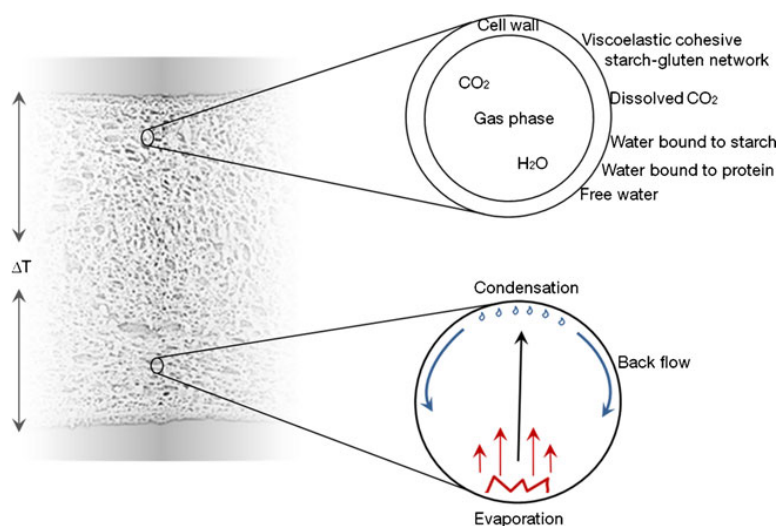 Cell wall
Viscoelastic cohesive
starch-gluten network
CO₂
Dissolved CO₂
Gas phase
Water bound to starch
H₂O
Water bound to protein
Free water
ΔT
Condensation
Back flow
Evaporation